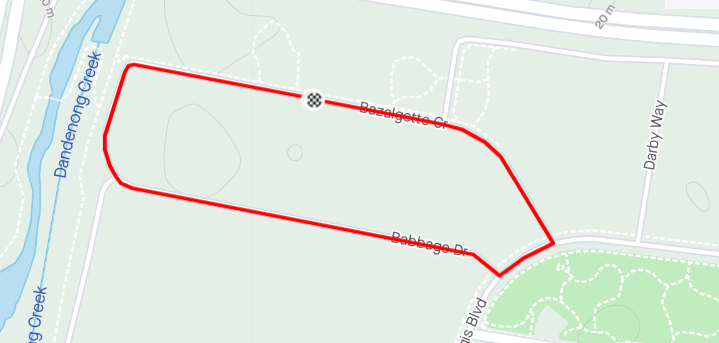 20 m
Dandenong Creek
Bazalgette Cr
Darby Way
Babbage Dr